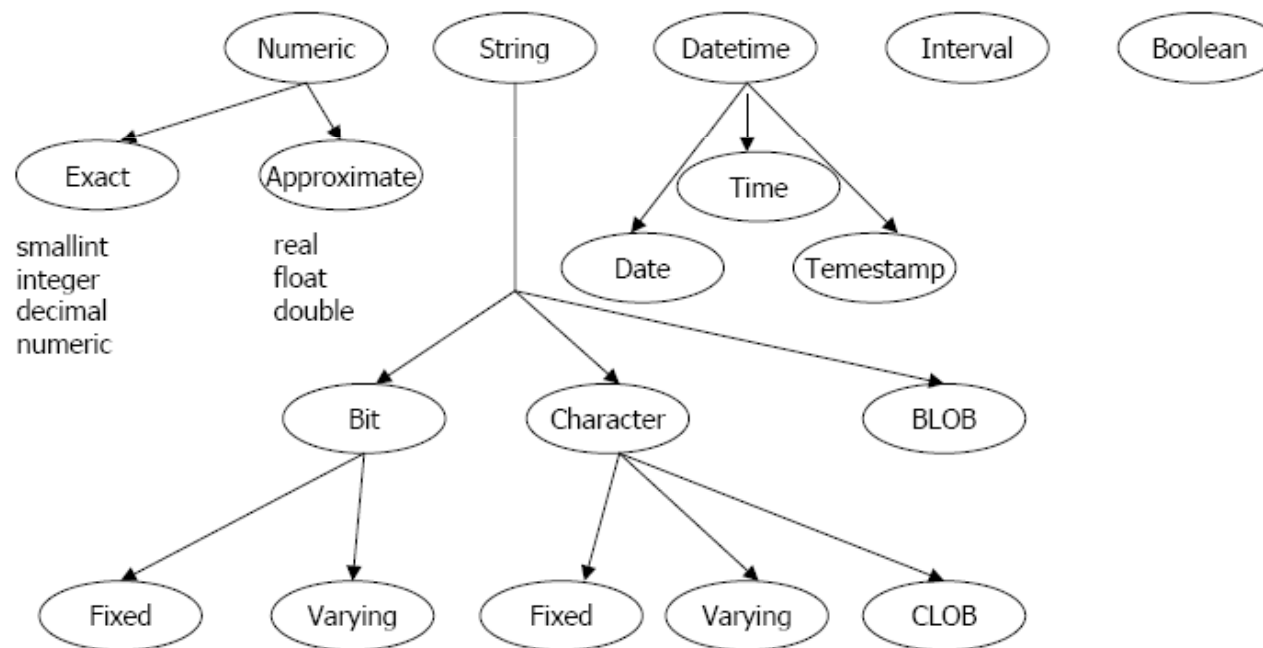 Numeric
String
Datetime
Interval
Boolean
Exact
Approximate
Time
Date
Temestamp
smallint
integer
decimal
numeric
real
float
double
Bit
Character
BLOB
Fixed
Varying
Fixed
Varying
CLOB